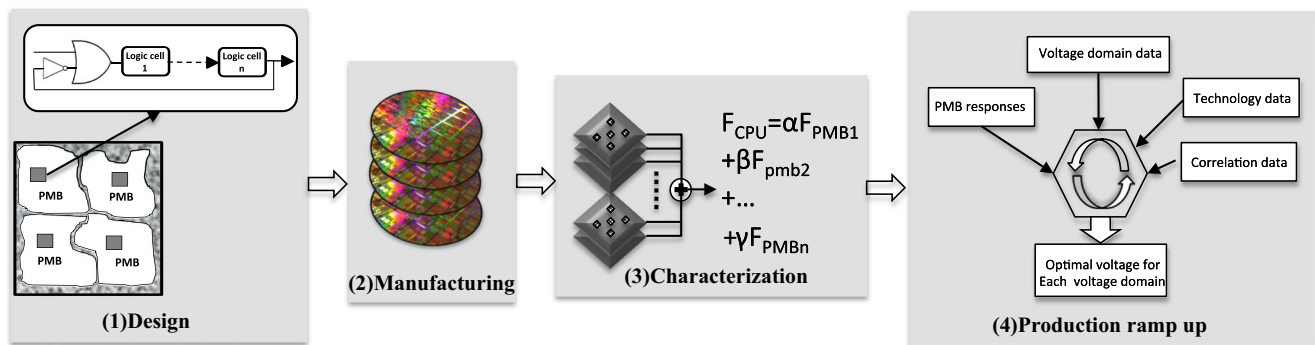 Logic cell
1
Logic cell
n
PMB
PMB
PMB
PMB
(1)Design
(2)Manufacturing
F_CPU=αF_PMB1
+βF_pmb2
+...
+γF_PMBn
(3)Characterization
Voltage domain data
PMB responses
Technology data
Correlation data
Optimal voltage for
Each voltage domain
(4)Production ramp up